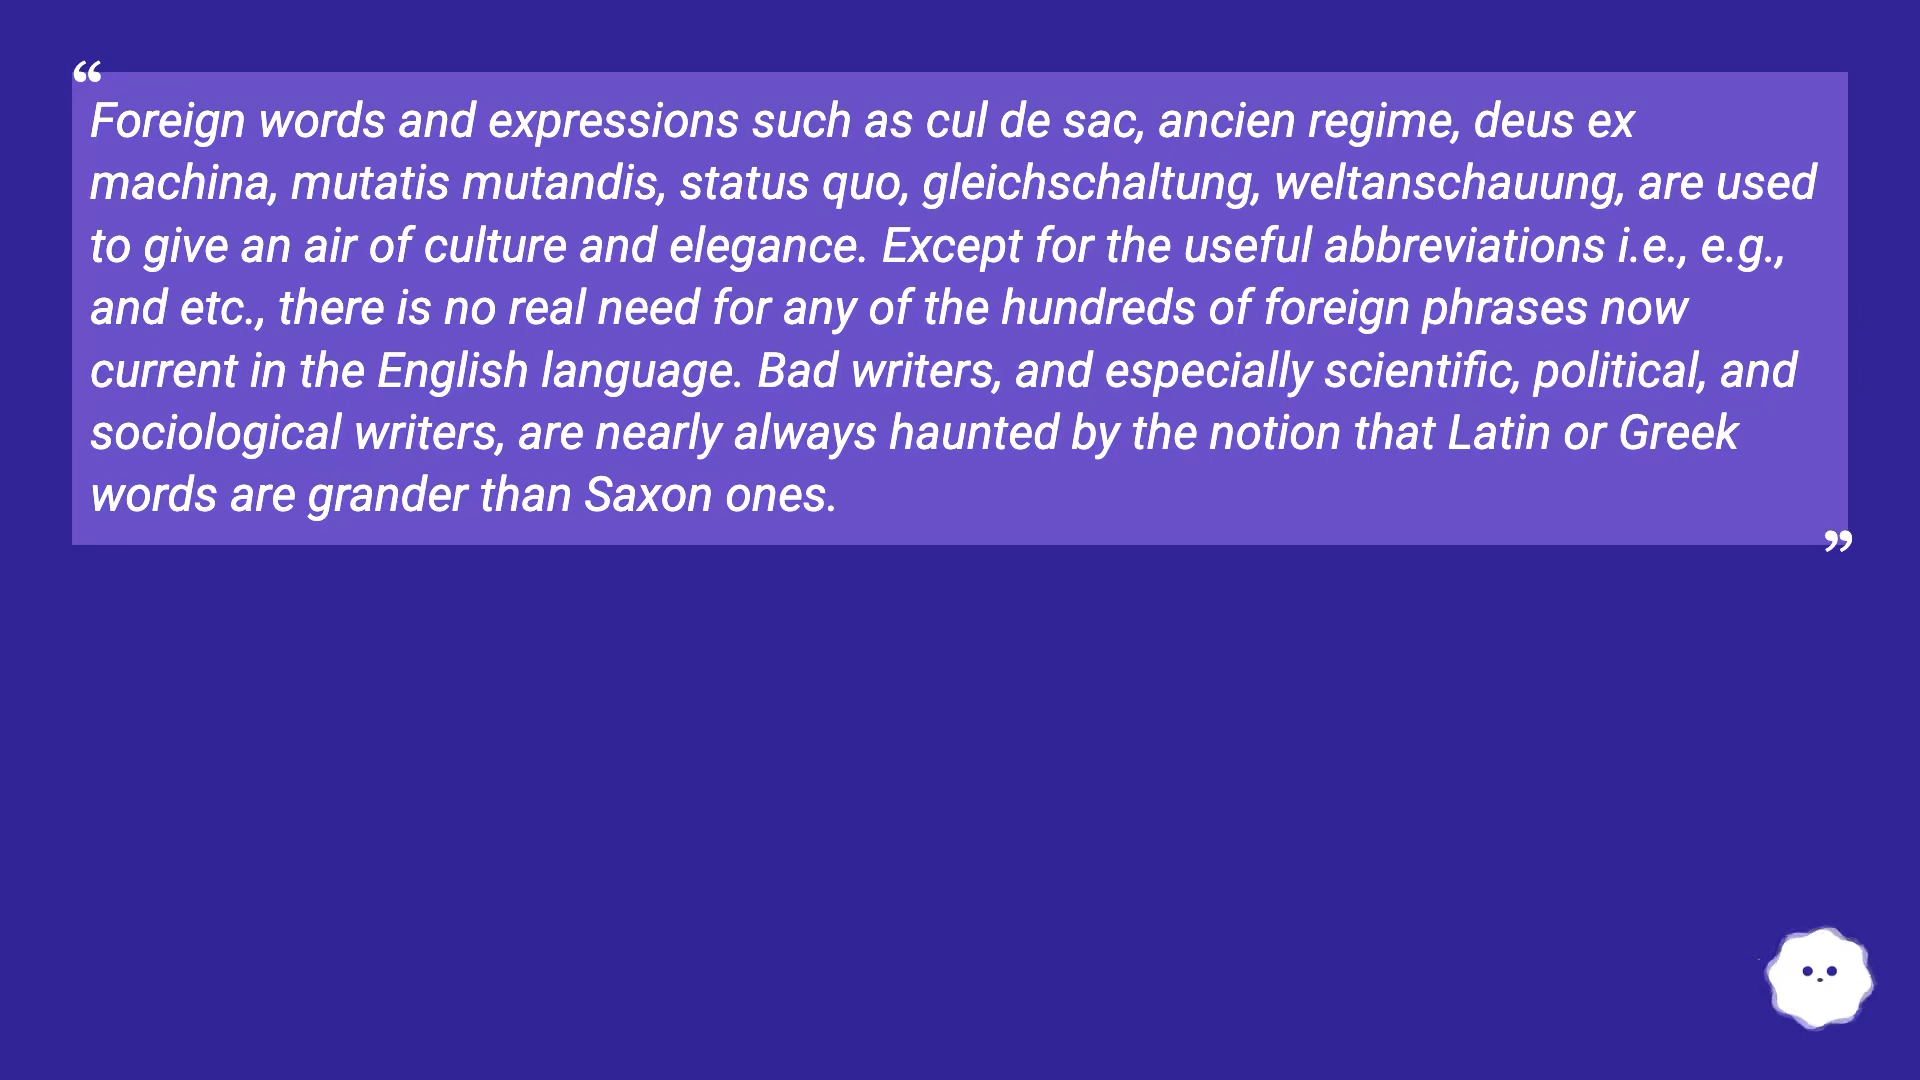 “
Foreign words and expressions such as cul de sac, ancien regime, deus ex
machina, mutatis mutandis, status quo, gleichschaltung, weltanschauung, are used
to give an air of culture and elegance. Except for the useful abbreviations i.e., e.g.,
and etc., there is no real need for any of the hundreds of foreign phrases now
current in the English language. Bad writers, and especially scientific, political, and
sociological writers, are nearly always haunted by the notion that Latin or Greek
words are grander than Saxon ones.
”